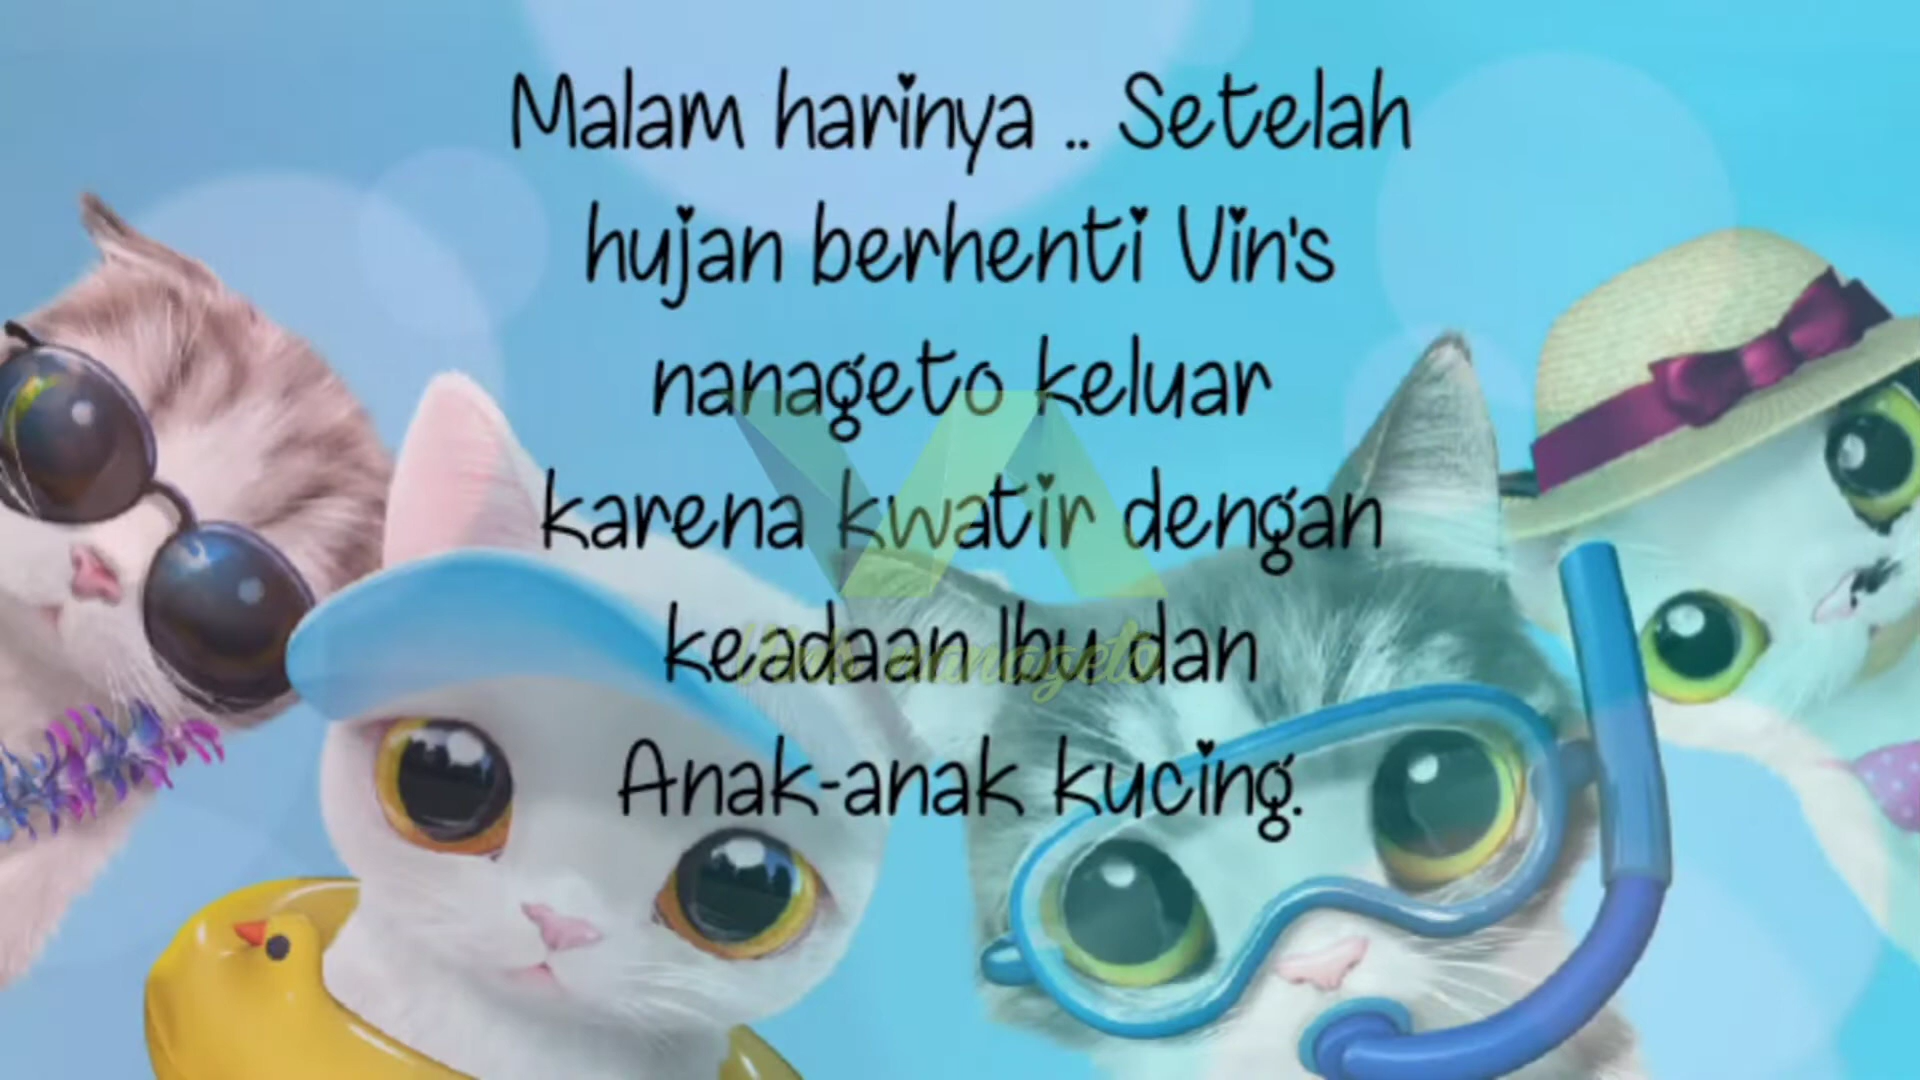 Malam harinya .. Setelah
hujan berhenti Vin's
nanageto keluar
karena kwatir dengan
keadaan Ibu dan
Anak-anak kucing.